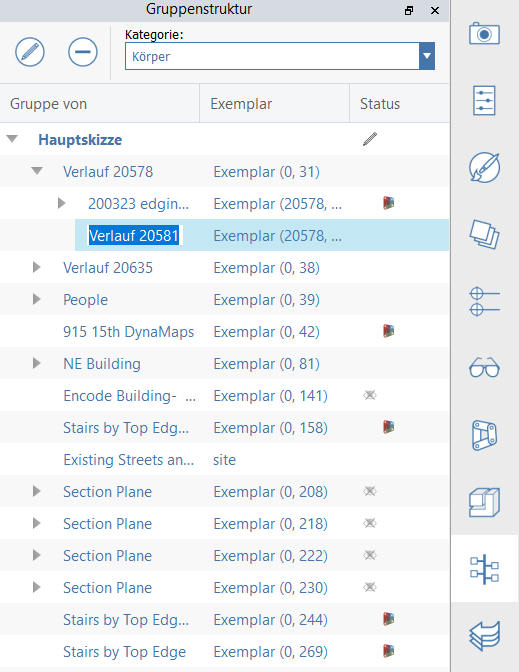 Gruppenstruktur
Kategorie:
Körper
Gruppe von Exemplar Status
Hauptskizze
Verlauf 20578 Exemplar (0, 31)
200323 edgin... Exemplar (20578, ...
Verlauf 20581 Exemplar (20578, ...
Verlauf 20635 Exemplar (0, 38)
People Exemplar (0, 39)
915 15th DynaMaps Exemplar (0, 42)
NE Building Exemplar (0, 81)
Encode Building- ... Exemplar (0, 141)
Stairs by Top Edg... Exemplar (0, 158)
Existing Streets an... site
Section Plane Exemplar (0, 208)
Section Plane Exemplar (0, 218)
Section Plane Exemplar (0, 222)
Section Plane Exemplar (0, 230)
Stairs by Top Edge... Exemplar (0, 244)
Stairs by Top Edge Exemplar (0, 269)